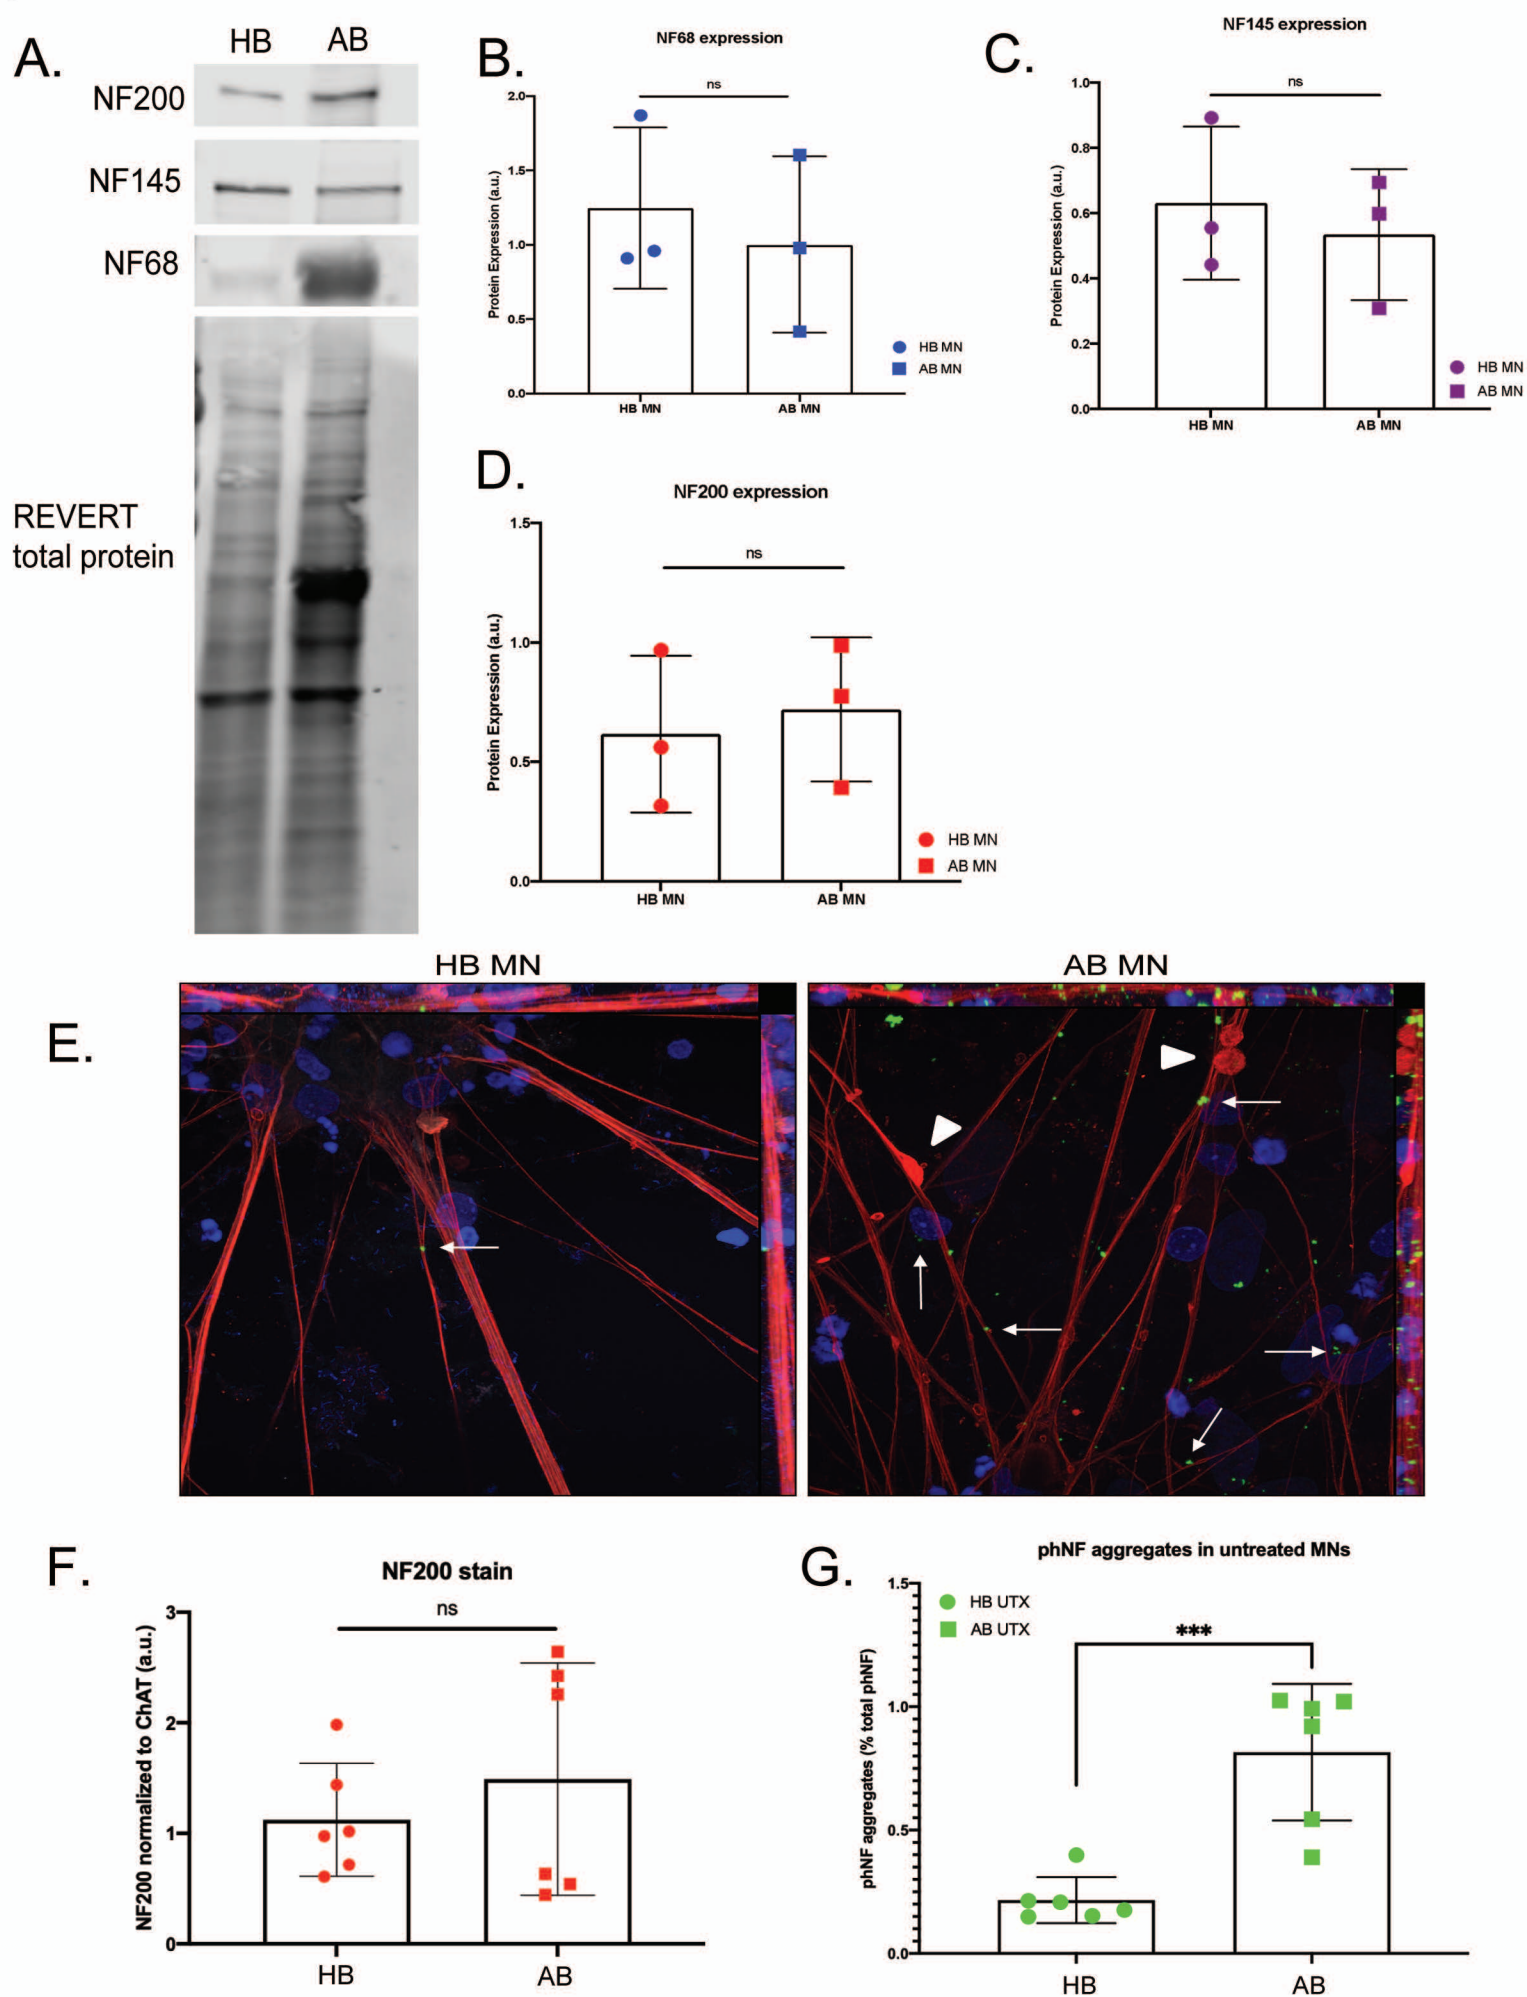 A.
HB AB
NF200
NF145
NF68
REVERT
total protein
B.
NF68 expression
ns
Protein Expression (a.u.)
2.0
1.5
1.0
0.5
0.0
HB MN AB MN
HB MN
AB MN
C.
NF145 expression
ns
Protein Expression (a.u.)
1.0
0.8
0.6
0.4
0.2
0.0
HB MN AB MN
HB MN
AB MN
D.
NF200 expression
ns
Protein Expression (a.u.)
1.5
1.0
0.5
0.0
HB MN AB MN
HB MN
AB MN
E.
HB MN AB MN
F.
NF200 stain
ns
NF200 normalized to ChAT (a.u.)
3
2
1
0
HB AB
G.
phNF aggregates in untreated MNs
HB UTX
AB UTX
***
phNF aggregates (% total phNF)
1.5
1.0
0.5
0.0
HB AB